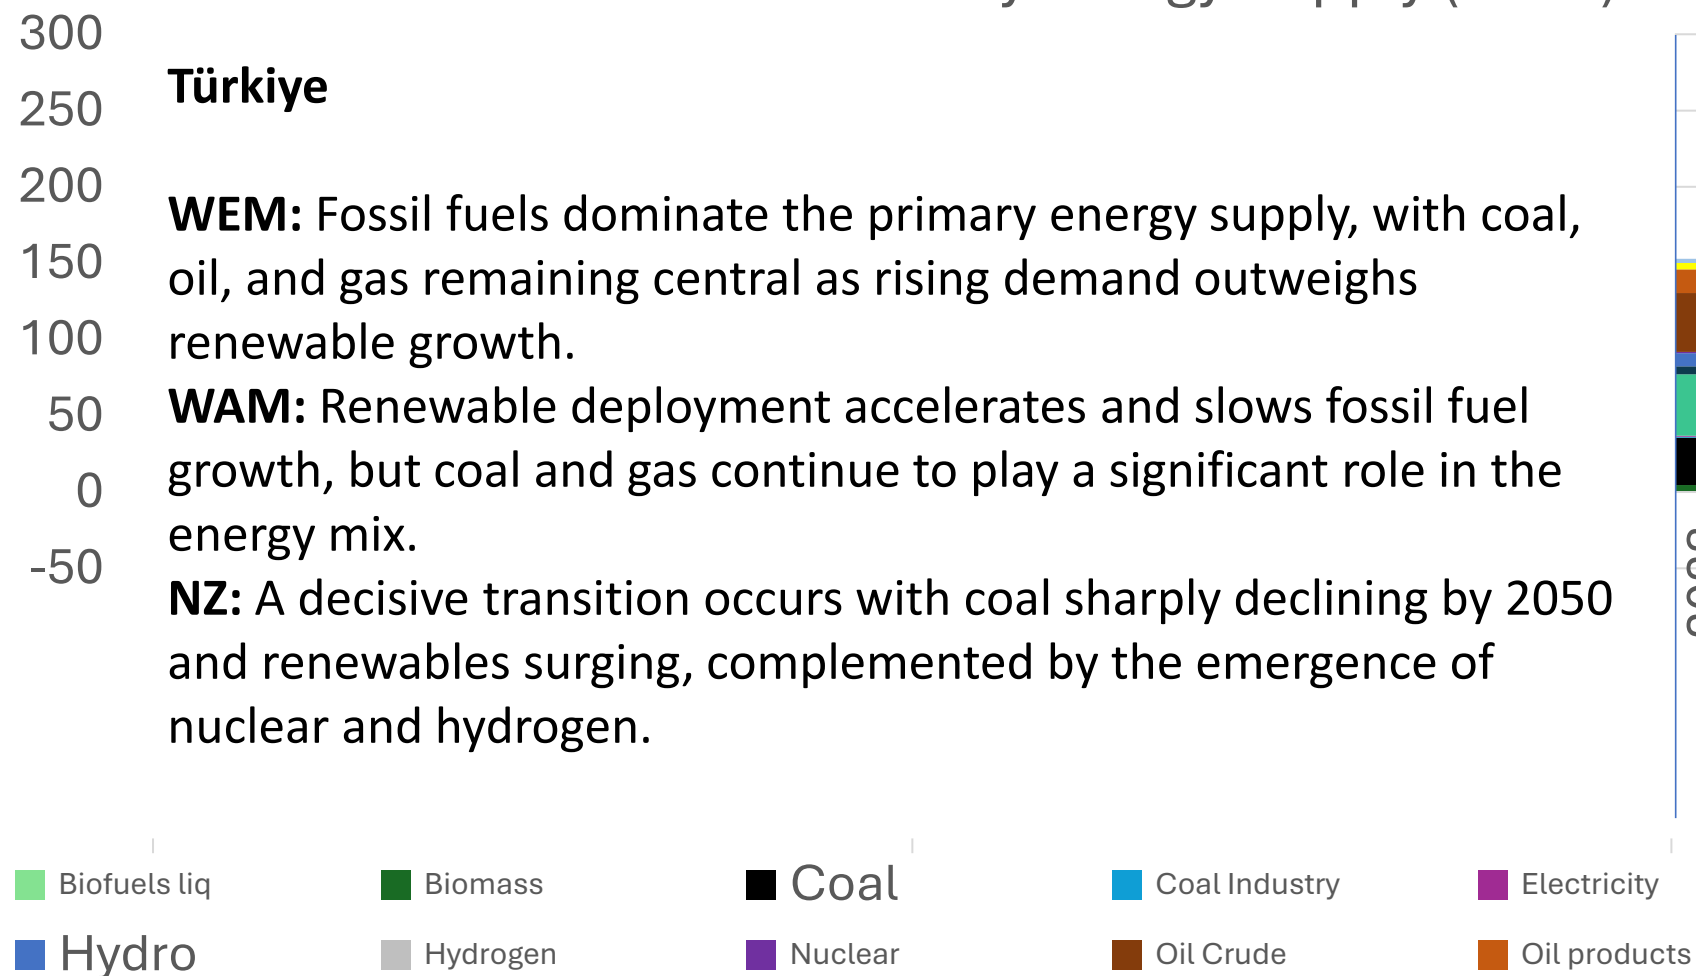 300
250
200
150
100
50
0
-50
Türkiye
WEM: Fossil fuels dominate the primary energy supply, with coal,
oil, and gas remaining central as rising demand outweighs
renewable growth.
WAM: Renewable deployment accelerates and slows fossil fuel
growth, but coal and gas continue to play a significant role in the
energy mix.
NZ: A decisive transition occurs with coal sharply declining by 2050
and renewables surging, complemented by the emergence of
nuclear and hydrogen.
Biofuels liq Biomass Coal Coal Industry Electricity
Hydro Hydrogen Nuclear Oil Crude Oil products